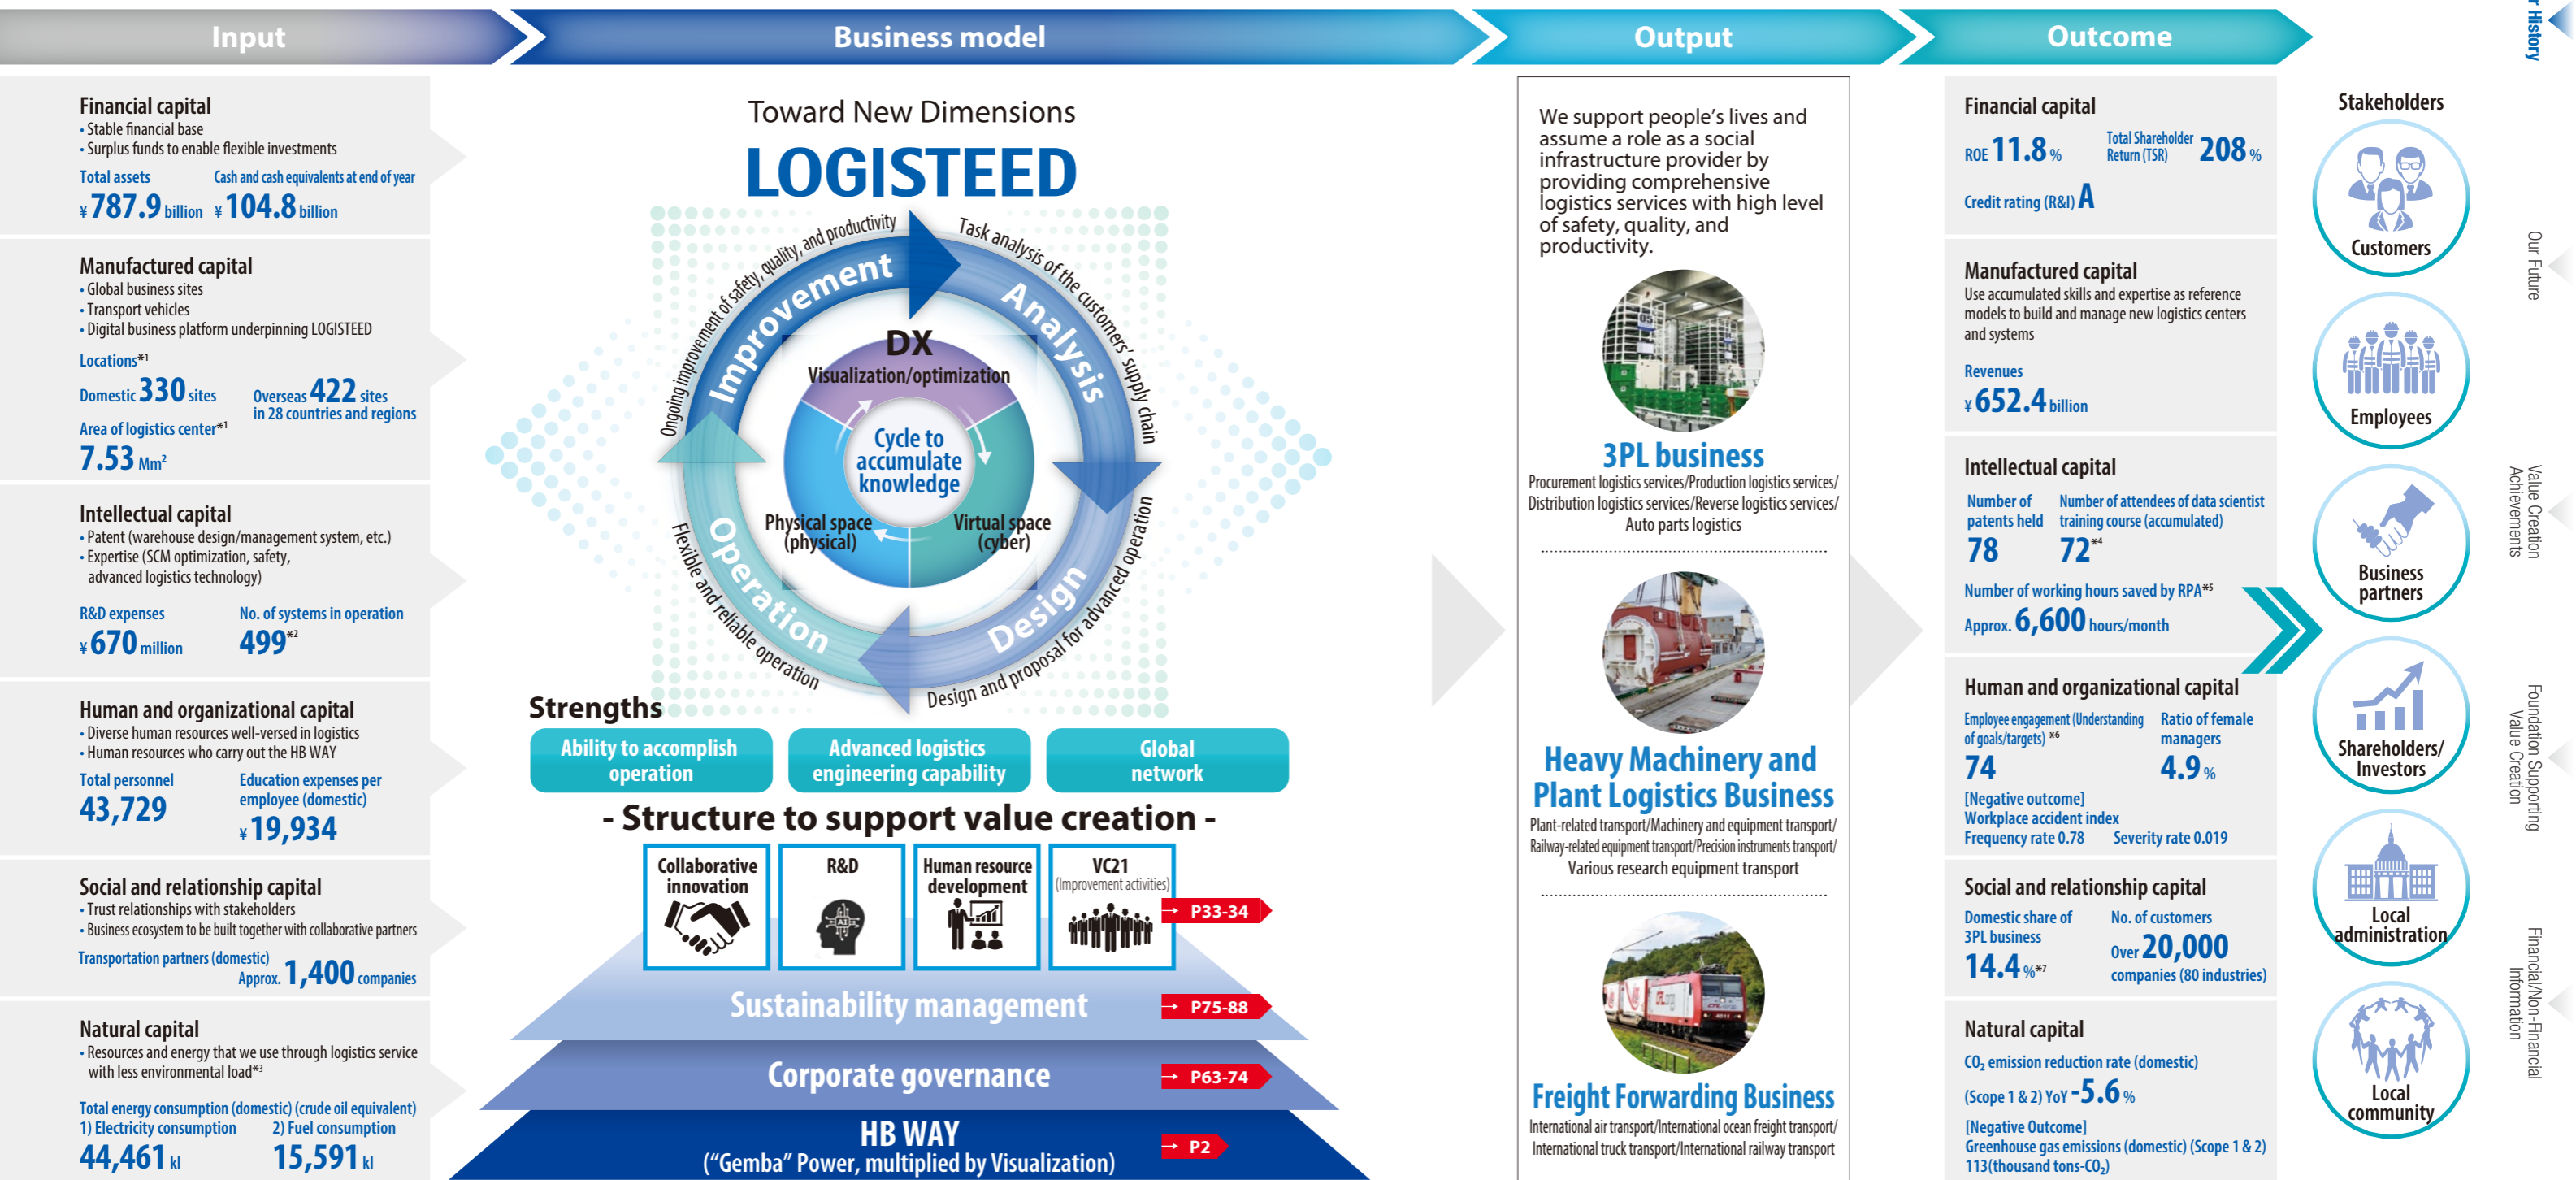 Input
Business model
Output
Outcome
Financial capital
• Stable financial base
• Surplus funds to enable flexible investments
Total assets
Cash and cash equivalents at end of year
¥ 787.9 billion ¥ 104.8 billion
Manufactured capital
• Global business sites
• Transport vehicles
• Digital business platform underpinning LOGISTEED
Locations*1
Domestic 330 sites
Overseas 422 sites
in 28 countries and regions
Area of logistics center*1
7.53 Mm²
Intellectual capital
• Patent (warehouse design/management system, etc.)
• Expertise (SCM optimization, safety,
advanced logistics technology)
R&D expenses
No. of systems in operation
¥ 670 million
499*2
Human and organizational capital
• Diverse human resources well-versed in logistics
• Human resources who carry out the HB WAY
Total personnel
43,729
Education expenses per
employee (domestic)
¥ 19,934
Social and relationship capital
• Trust relationships with stakeholders
• Business ecosystem to be built together with collaborative partners
Transportation partners (domestic)
Approx. 1,400 companies
Natural capital
• Resources and energy that we use through logistics service
with less environmental load*3
Total energy consumption (domestic) (crude oil equivalent)
1) Electricity consumption
2) Fuel consumption
44,461 kl
15,591 kl
Toward New Dimensions
LOGISTEED
Ongoing improvement of safety, quality, and productivity
Task analysis of the customers' supply chain
Improvement
Analysis
DX
Visualization/optimization
Cycle to
accumulate
knowledge
Physical space
(physical)
Virtual space
(cyber)
Operation
Design
Flexible and reliable operation
Design and proposal for advanced operation
Strengths
Ability to accomplish
operation
Advanced logistics
engineering capability
Global
network
- Structure to support value creation -
Collaborative
innovation
R&D
AI
Human resource
development
VC21
(Improvement activities)
→ P33-34
Sustainability management
→ P75-88
Corporate governance
→ P63-74
HB WAY
("Gemba" Power, multiplied by Visualization)
→ P2
We support people's lives and
assume a role as a social
infrastructure provider by
providing comprehensive
logistics services with high level
of safety, quality, and
productivity.
05
3PL business
Procurement logistics services/Production logistics services/
Distribution logistics services/Reverse logistics services/
Auto parts logistics
Heavy Machinery and
Plant Logistics Business
Plant-related transport/Machinery and equipment transport/
Railway-related equipment transport/Precision instruments transport/
Various research equipment transport
Freight Forwarding Business
International air transport/International ocean freight transport/
International truck transport/International railway transport
Financial capital
ROE 11.8 %
Total Shareholder
Return (TSR)
208 %
Credit rating (R&I) A
Manufactured capital
Use accumulated skills and expertise as reference
models to build and manage new logistics centers
and systems
Revenues
¥ 652.4 billion
Intellectual capital
Number of
patents held
78
Number of attendees of data scientist
training course (accumulated)
72*4
Number of working hours saved by RPA*5
Approx. 6,600 hours/month
Human and organizational capital
Employee engagement (Understanding
of goals/targets) *6
74
Ratio of female
managers
4.9 %
[Negative outcome]
Workplace accident index
Frequency rate 0.78
Severity rate 0.019
Social and relationship capital
Domestic share of
3PL business
14.4 %*7
No. of customers
Over 20,000
companies (80 industries)
Natural capital
CO₂ emission reduction rate (domestic)
(Scope 1 & 2) YoY -5.6 %
[Negative Outcome]
Greenhouse gas emissions (domestic) (Scope 1 & 2)
113(thousand tons-CO₂)
Stakeholders
Customers
Employees
Business
partners
Shareholders/
Investors
Local
administration
Local
community
r History
Our Future
Value Creation
Achievements
Foundation Supporting
Value Creation
Financial/Non-Financial
Information